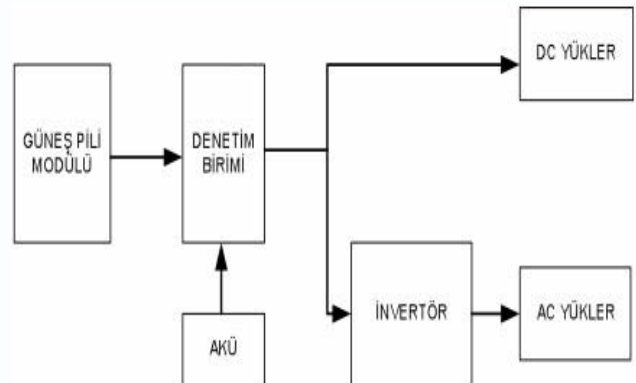 DC YÜKLER
GÜNEŞ PİLİ
MODÜLÜ
DENETİM
BİRİMİ
İNVERTÖR
AC YÜKLER
AKÜ